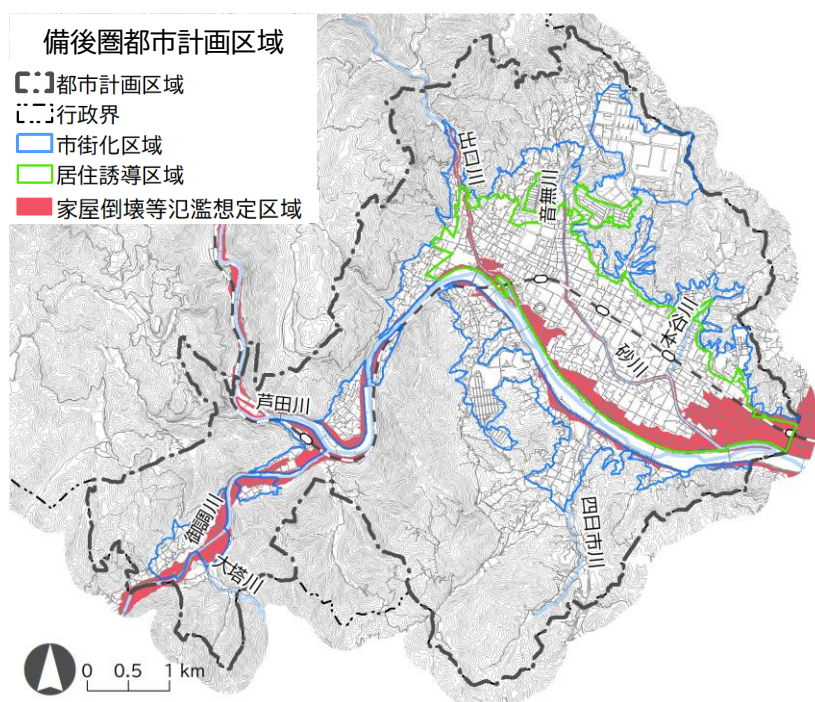 備後圏都市計画区域
都市計画区域
行政界
市街化区域
居住誘導区域
家屋倒壊等氾濫想定区域
出口川
音無川
本谷川
砂川
芦田川
御調川
大塔川
四日市川
0 0.5 1 km